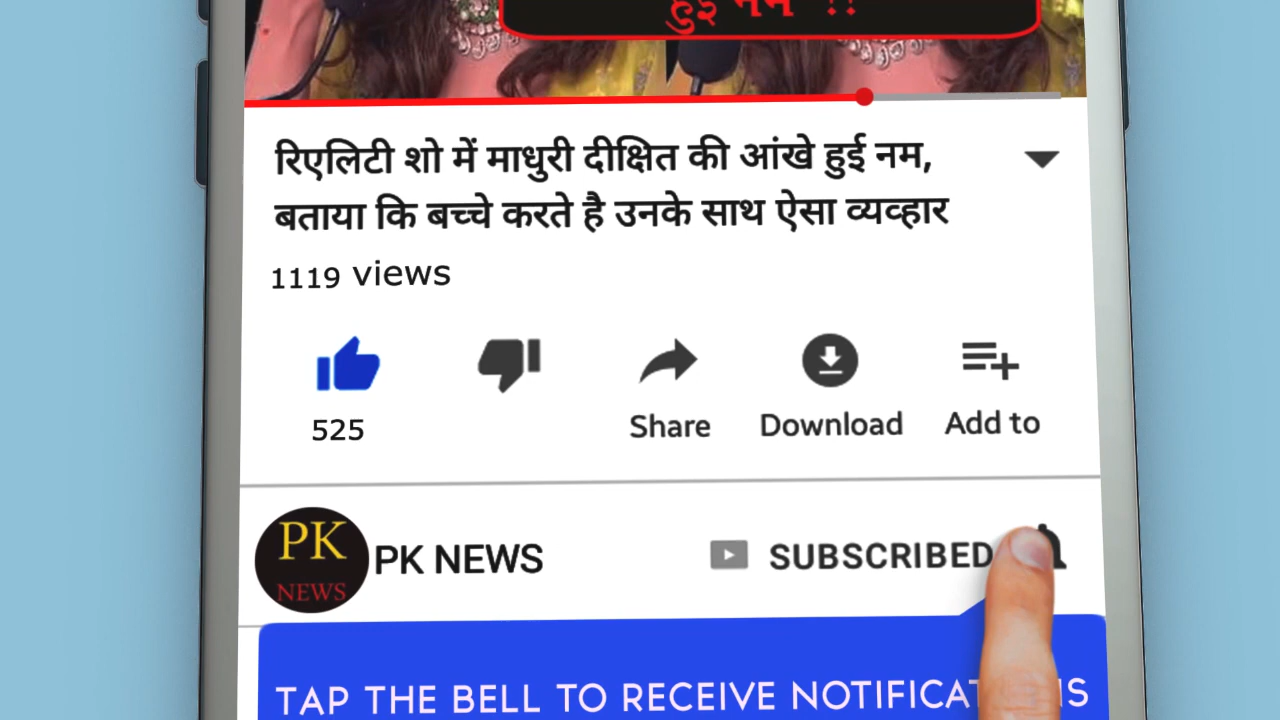 हुई नम !!
रिएलिटी शो में माधुरी दीक्षित की आंखे हुई नम,
बताया कि बच्चे करते है उनके साथ ऐसा व्यव्हार
1119 views
525
Share
Download
Add to
PK
NEWS
PK NEWS
SUBSCRIBED
TAP THE BELL TO RECEIVE